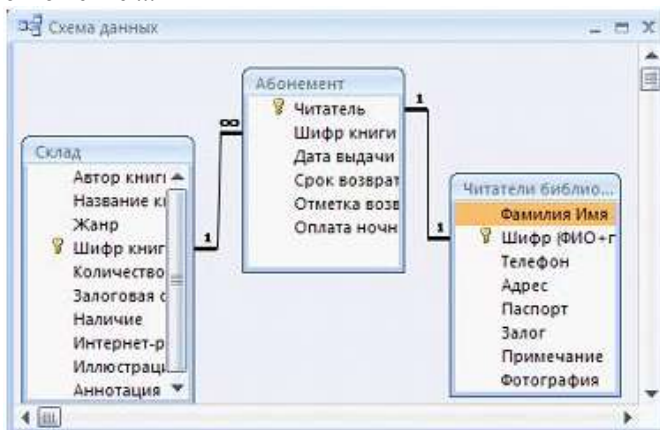 Схема данных
Абонемент
Читатель
Шифр книги
Дата выдачи
Срок возврат
Отметка возв
Оплата ночн
1
∞
Склад
Автор книги
Название к
Жанр
Шифр книг
Количество
Залоговая с
Наличие
Интернет-р
Иллюстраци
Аннотация
1
Читатели библио...
Фамилия Имя
Шифр (ФИО+г
Телефон
Адрес
Паспорт
Залог
Примечание
Фотография
1